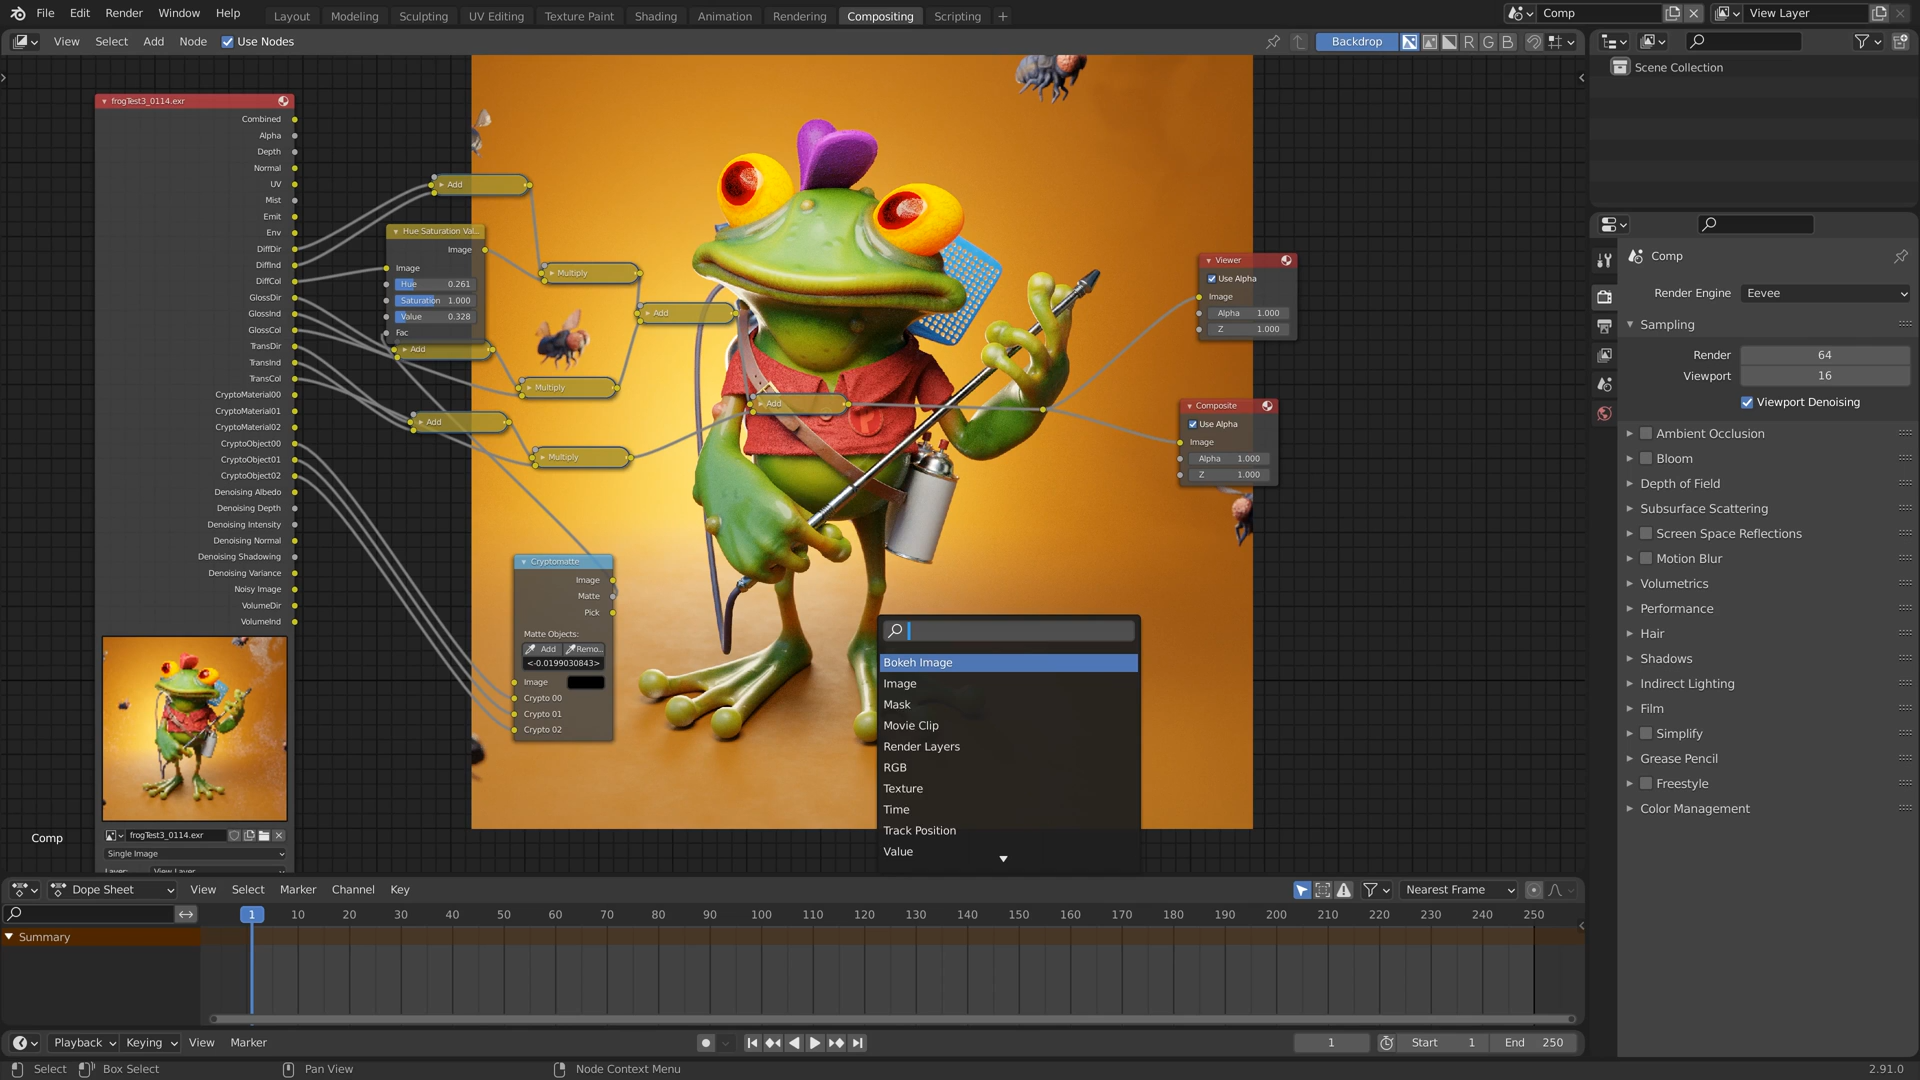 File Edit Render Window Help
Layout Modeling Sculpting UV Editing Texture Paint Shading Animation Rendering Compositing Scripting +
Comp
View Layer
View Select Add Node Use Nodes
Backdrop
R G B
frogTest3_0114.exr
Combined
Alpha
Depth
Normal
UV
Mist
Emit
Env
DiffDir
DiffInd
DiffCol
GlossDir
GlossInd
GlossCol
TransDir
TransInd
TransCol
CryptoMaterial00
CryptoMaterial01
CryptoMaterial02
CryptoObject00
CryptoObject01
CryptoObject02
Denoising Albedo
Denoising Depth
Denoising Intensity
Denoising Normal
Denoising Shadowing
Denoising Variance
Noisy Image
VolumeDir
VolumeInd
frogTest3_0114.exr
Single Image
Layer: View Layer
Comp
Add
Hue Saturation Val..
Image
Image
Hue 0.261
Saturation 1.000
Value 0.328
Fac
Add
Multiply
Add
Multiply
Add
Multiply
Add
Cryptomatte
Image
Matte
Pick
Matte Objects:
Add Remo..
<-0.0199030843>
Image
Crypto 00
Crypto 01
Crypto 02
Viewer
Use Alpha
Image
Alpha 1.000
Z 1.000
Composite
Use Alpha
Image
Alpha 1.000
Z 1.000
Bokeh Image
Image
Mask
Movie Clip
Render Layers
RGB
Texture
Time
Track Position
Value
Scene Collection
Comp
Render Engine Eevee
Sampling
Render 64
Viewport 16
Viewport Denoising
Ambient Occlusion
Bloom
Depth of Field
Subsurface Scattering
Screen Space Reflections
Motion Blur
Volumetrics
Performance
Hair
Shadows
Indirect Lighting
Film
Simplify
Grease Pencil
Freestyle
Color Management
Dope Sheet View Select Marker Channel Key
Nearest Frame
1 10 20 30 40 50 60 70 80 90 100 110 120 130 140 150 160 170 180 190 200 210 220 230 240 250
Summary
Playback Keying View Marker
1 Start 1 End 250
Select Box Select Pan View Node Context Menu
2.91.0